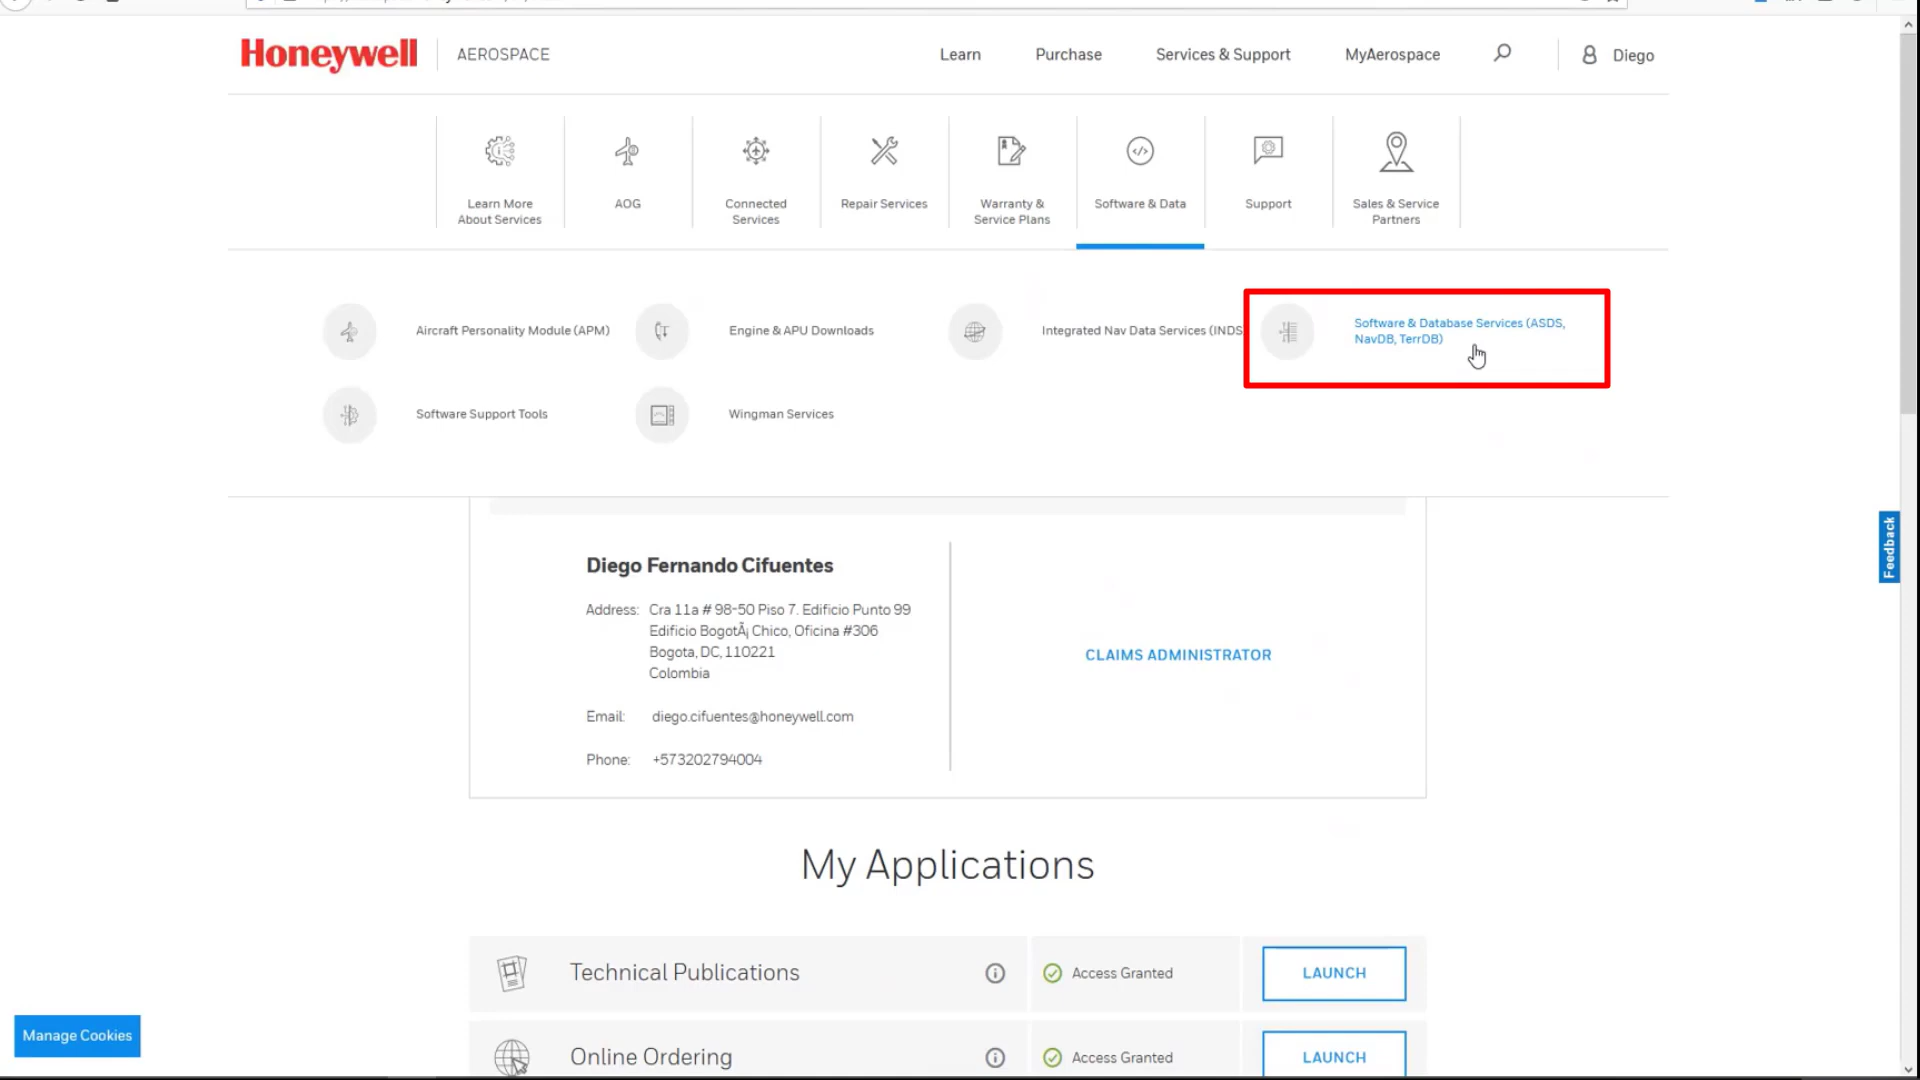 Honeywell AEROSPACE Learn Purchase Services & Support MyAerospace Diego
Learn More
About Services
AOG
Connected
Services
Repair Services
Warranty &
Service Plans
Software & Data
Support
Sales & Service
Partners
Aircraft Personality Module (APM)
Engine & APU Downloads
Integrated Nav Data Services (INDS
Software & Database Services (ASDS,
NavDB, TerrDB)
Software Support Tools
Wingman Services
Feedback
Diego Fernando Cifuentes
Address: Cra 11a # 98-50 Piso 7. Edificio Punto 99
Edificio BogotÃ¡ Chico, Oficina #306
Bogota, DC, 110221
Colombia
Email: diego.cifuentes@honeywell.com
Phone: +573202794004
CLAIMS ADMINISTRATOR
My Applications
Technical Publications Access Granted LAUNCH
Online Ordering Access Granted LAUNCH
Manage Cookies